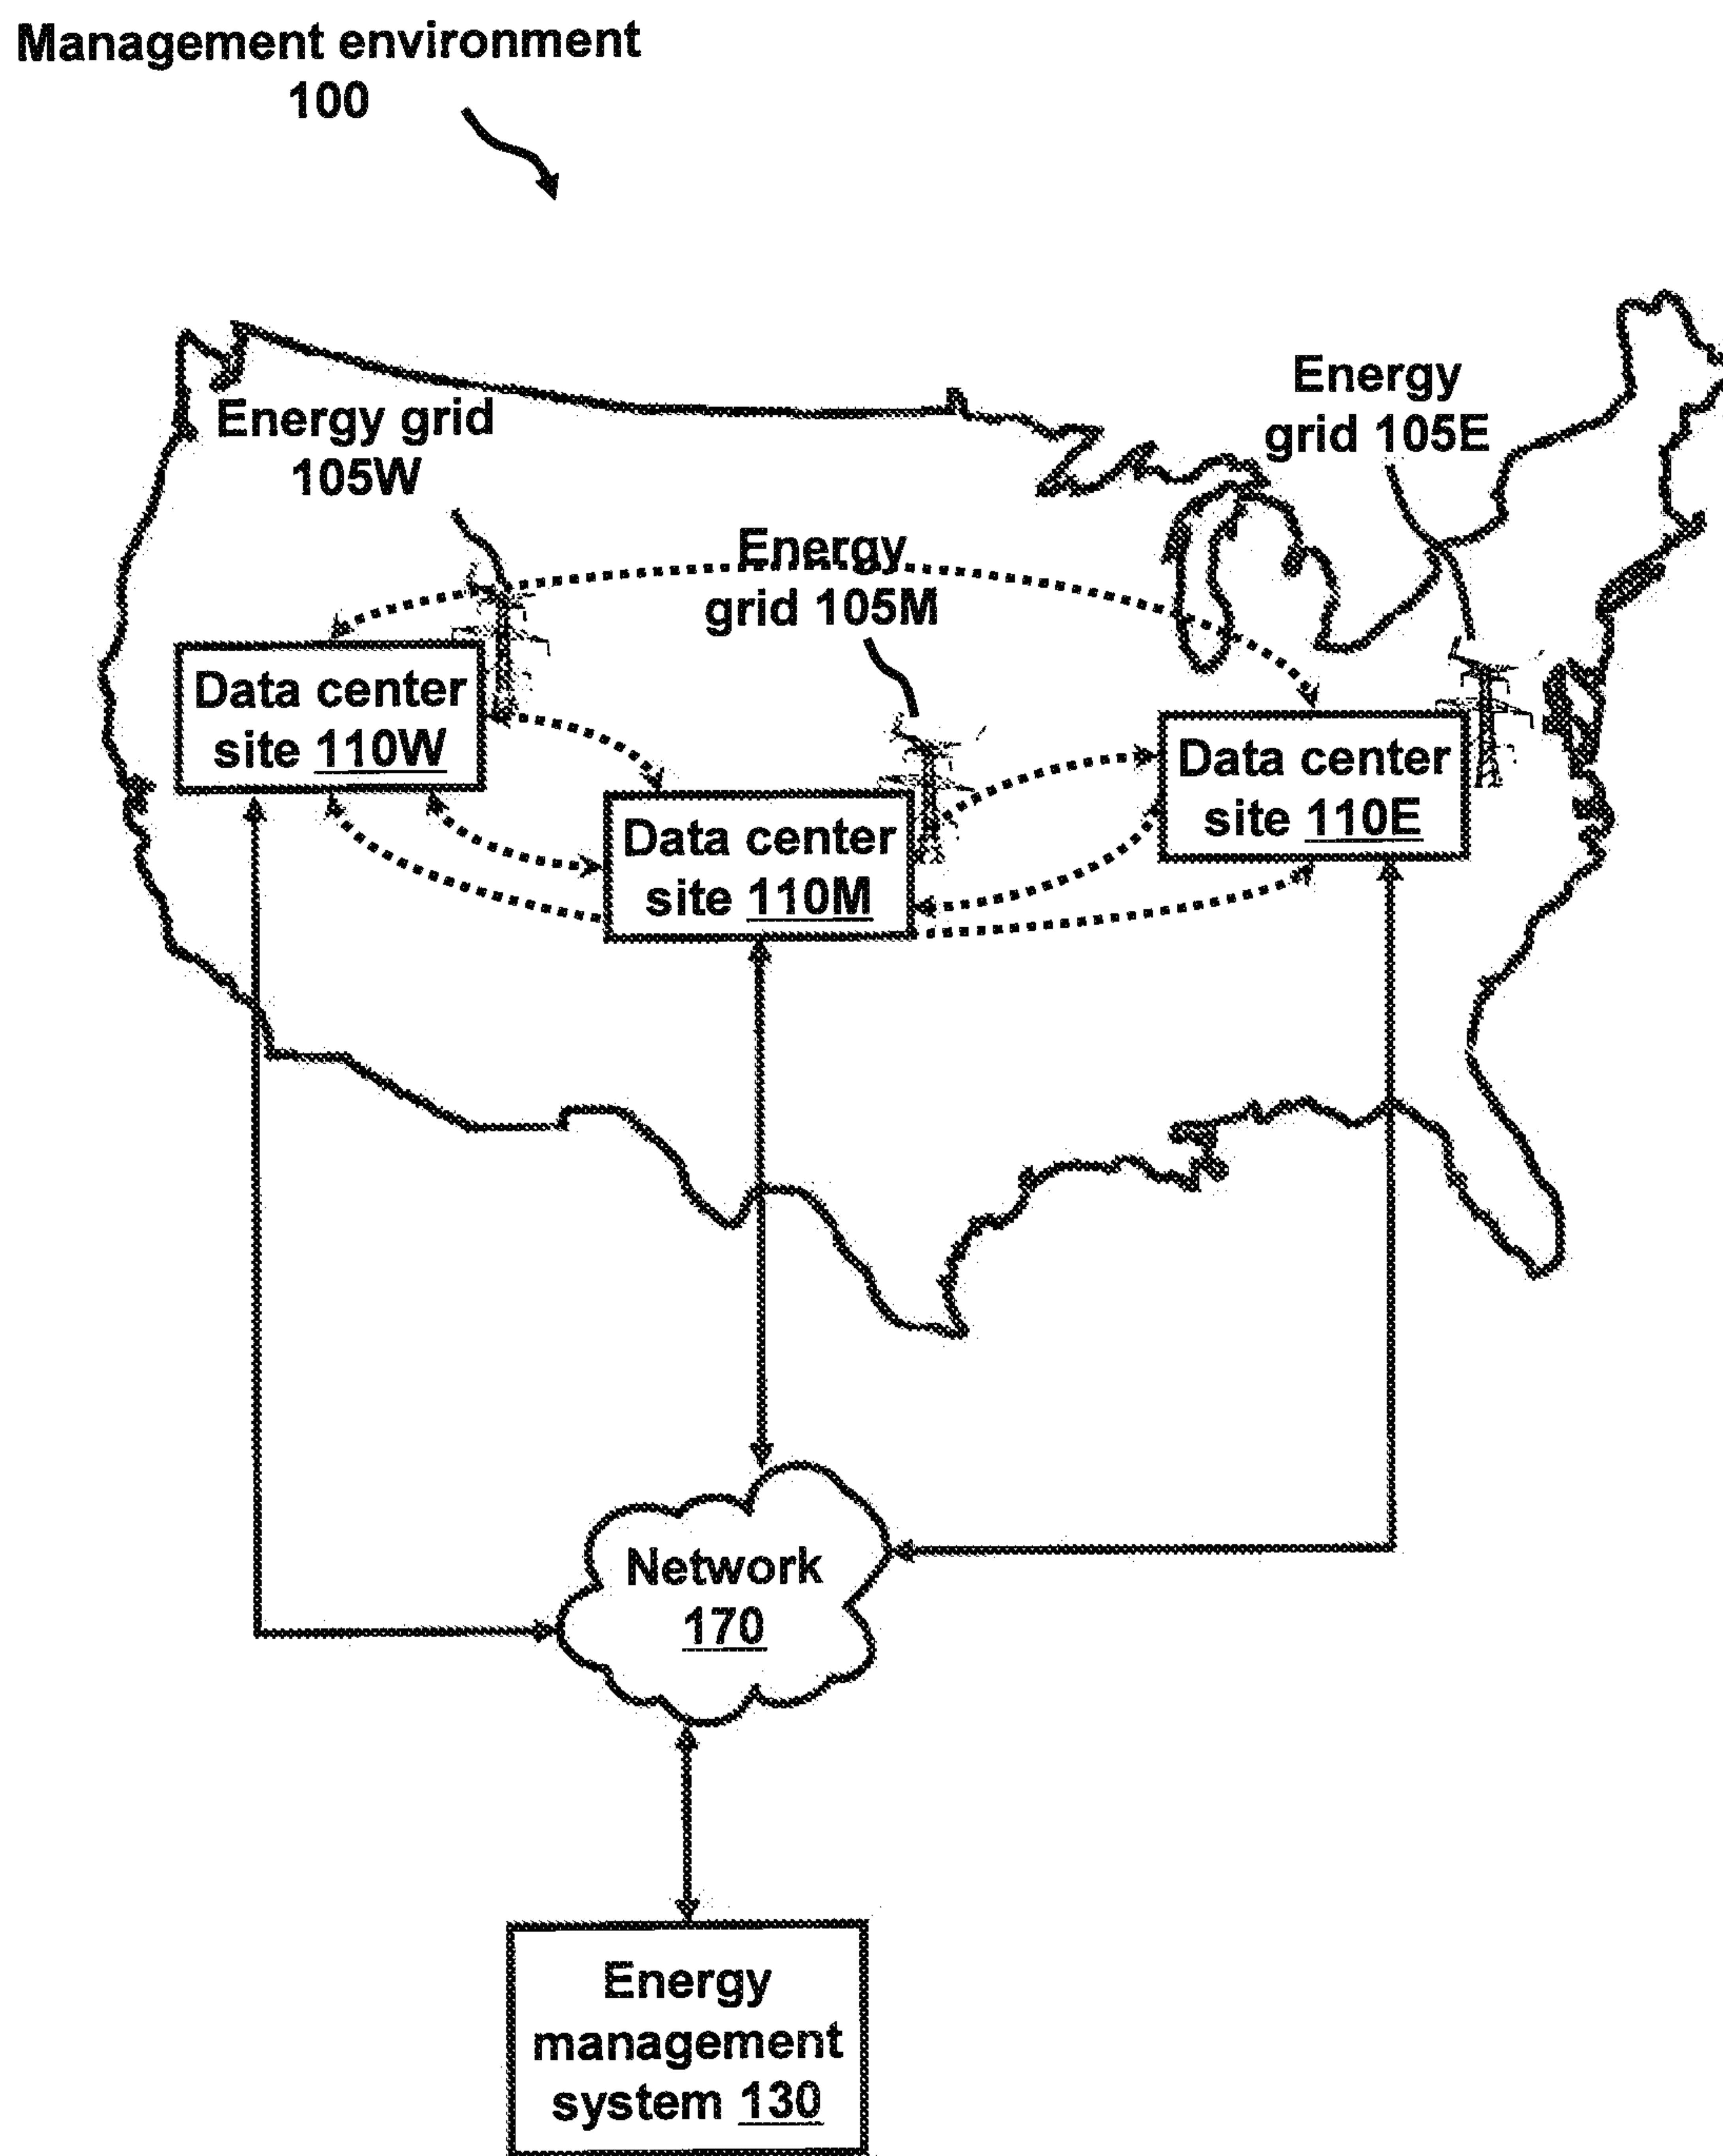 Management environment
100
Energy
grid 105E
Energy grid
105W
Energy
grid 105M
Data center
site 110W
Data center
site 110E
Data center
site 110M
Network
170
Energy
management
system 130